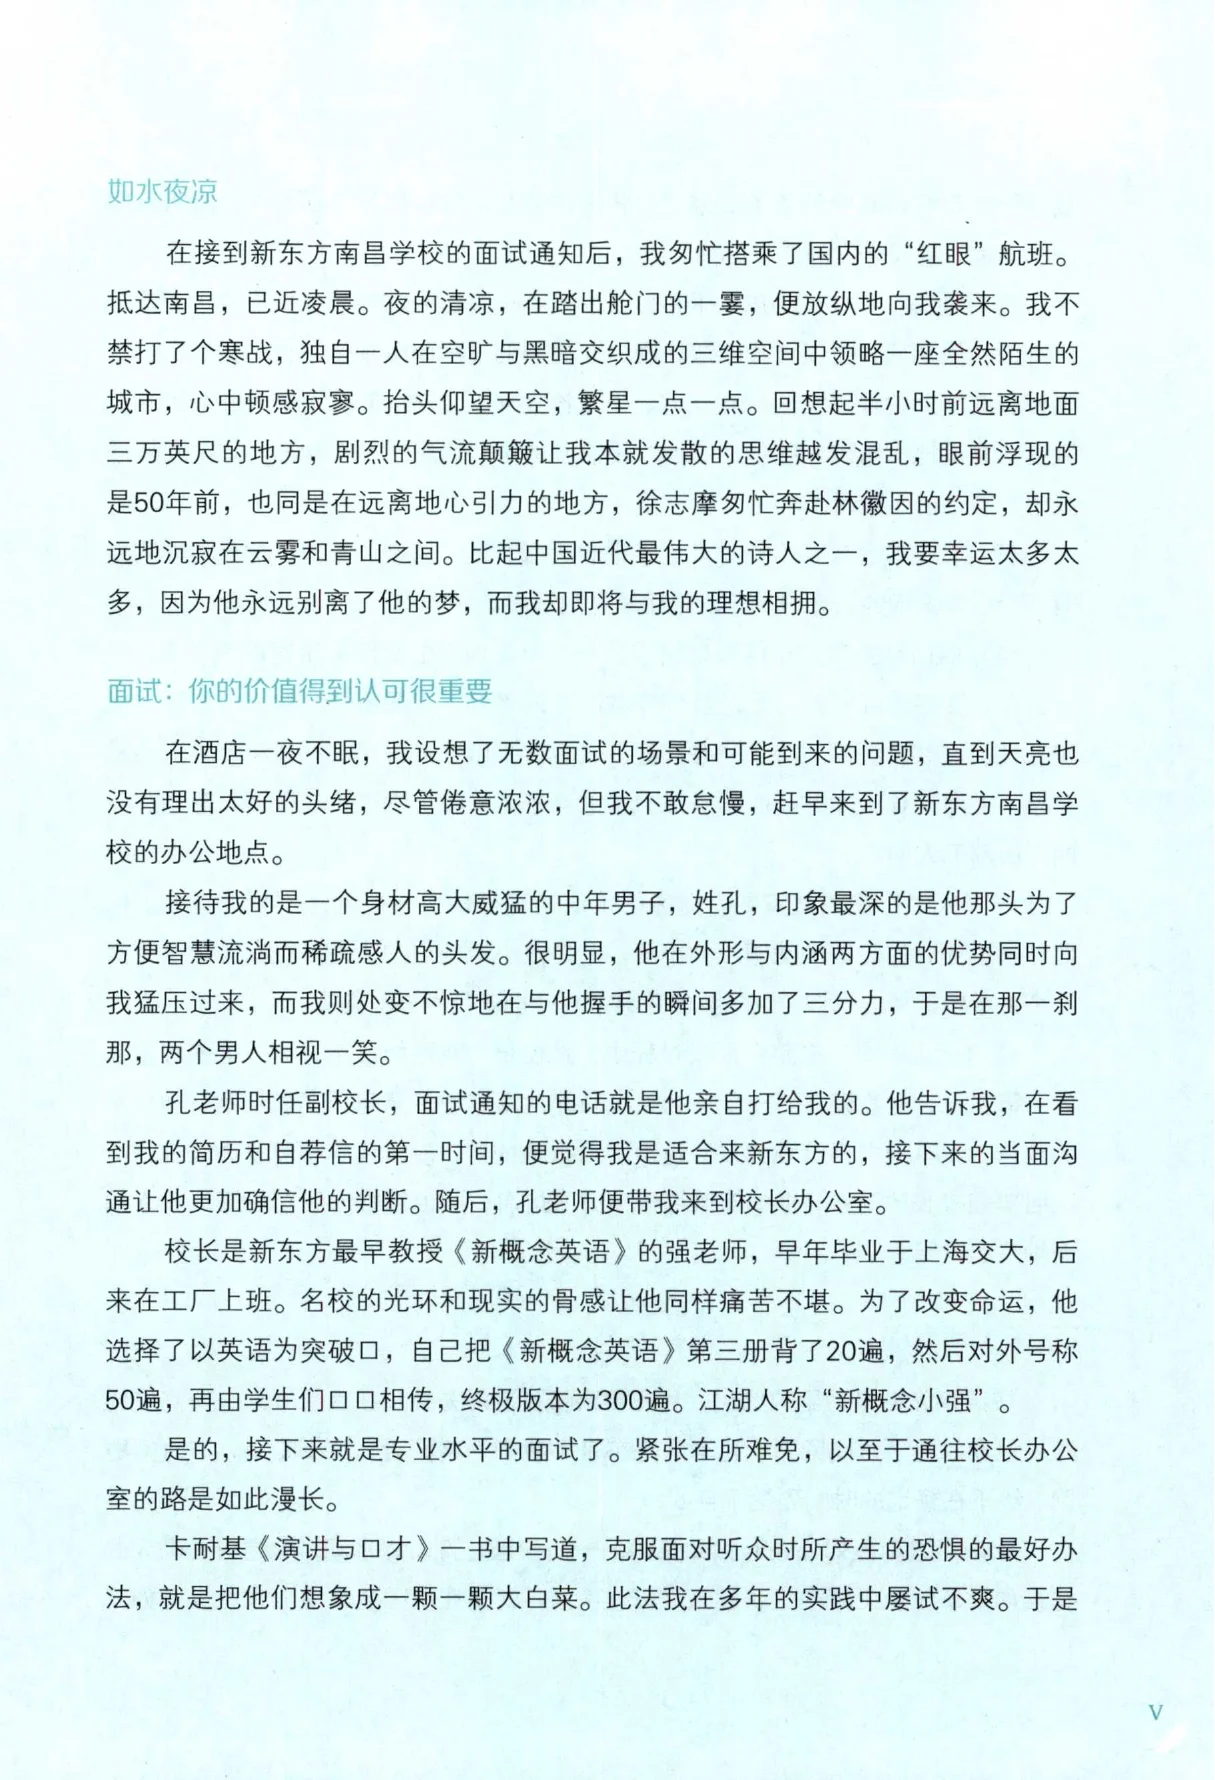 如水夜凉
在接到新东方南昌学校的面试通知后，我匆忙搭乘了国内的“红眼”航班。
抵达南昌，已近凌晨。夜的清凉，在踏出舱门的一霎，便放纵地向我袭来。我不
禁打了个寒战，独自一人在空旷与黑暗交织成的三维空间中领略一座全然陌生的
城市，心中顿感寂寥。抬头仰望天空，繁星一点一点。回想起半小时前远离地面
三万英尺的地方，剧烈的气流颠簸让我本就发散的思维越发混乱，眼前浮现的
是50年前，也同是在远离地心引力的地方，徐志摩匆忙奔赴林徽因的约定，却永
远地沉寂在云雾和青山之间。比起中国近代最伟大的诗人之一，我要幸运太多太
多，因为他永远别离了他的梦，而我却即将与我的理想相拥。
面试：你的价值得到认可很重要
在酒店一夜不眠，我设想了无数面试的场景和可能到来的问题，直到天亮也
没有理出太好的头绪，尽管倦意浓浓，但我不敢怠慢，赶早来到了新东方南昌学
校的办公地点。
接待我的是一个身材高大威猛的中年男子，姓孔，印象最深的是他那头为了
方便智慧流淌而稀疏感人的头发。很明显，他在外形与内涵两方面的优势同时向
我猛压过来，而我则处变不惊地在与他握手的瞬间多加了三分力，于是在那一刹
那，两个男人相视一笑。
孔老师时任副校长，面试通知的电话就是他亲自打给我的。他告诉我，在看
到我的简历和自荐信的第一时间，便觉得我是适合来新东方的，接下来的当面沟
通让他更加确信他的判断。随后，孔老师便带我来到校长办公室。
校长是新东方最早教授《新概念英语》的强老师，早年毕业于上海交大，后
来在工厂上班。名校的光环和现实的骨感让他同样痛苦不堪。为了改变命运，他
选择了以英语为突破口，自己把《新概念英语》第三册背了20遍，然后对外号称
50遍，再由学生们口口相传，终极版本为300遍。江湖人称“新概念小强”。
是的，接下来就是专业水平的面试了。紧张在所难免，以至于通往校长办公
室的路是如此漫长。
卡耐基《演讲与口才》一书中写道，克服面对听众时所产生的恐惧的最好办
法，就是把他们想象成一颗一颗大白菜。此法我在多年的实践中屡试不爽。于是
V